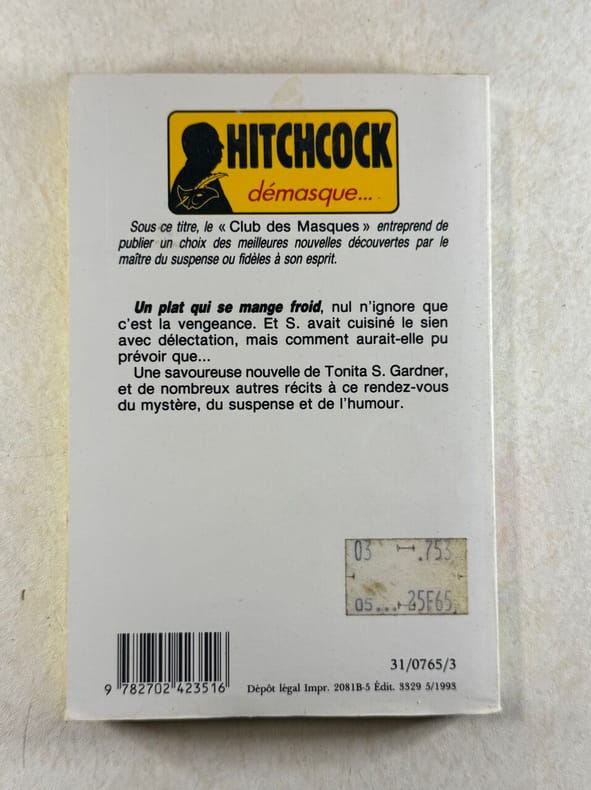 HITCHCOCK
démasque...
Sous ce titre, le « Club des Masques » entreprend de
publier un choix des meilleures nouvelles découvertes par le
maître du suspense ou fidèles à son esprit.
Un plat qui se mange froid, nul n'ignore que
c'est la vengeance. Et S. avait cuisiné le sien
avec délectation, mais comment aurait-elle pu
prévoir que...
Une savoureuse nouvelle de Tonita S. Gardner,
et de nombreux autres récits à ce rendez-vous
du mystère, du suspense et de l'humour.
03 .753
05... 25F65
31/0765/3
9 782702 423516
Dépôt légal Impr. 2081B-5 Édit. 3329 5/1993